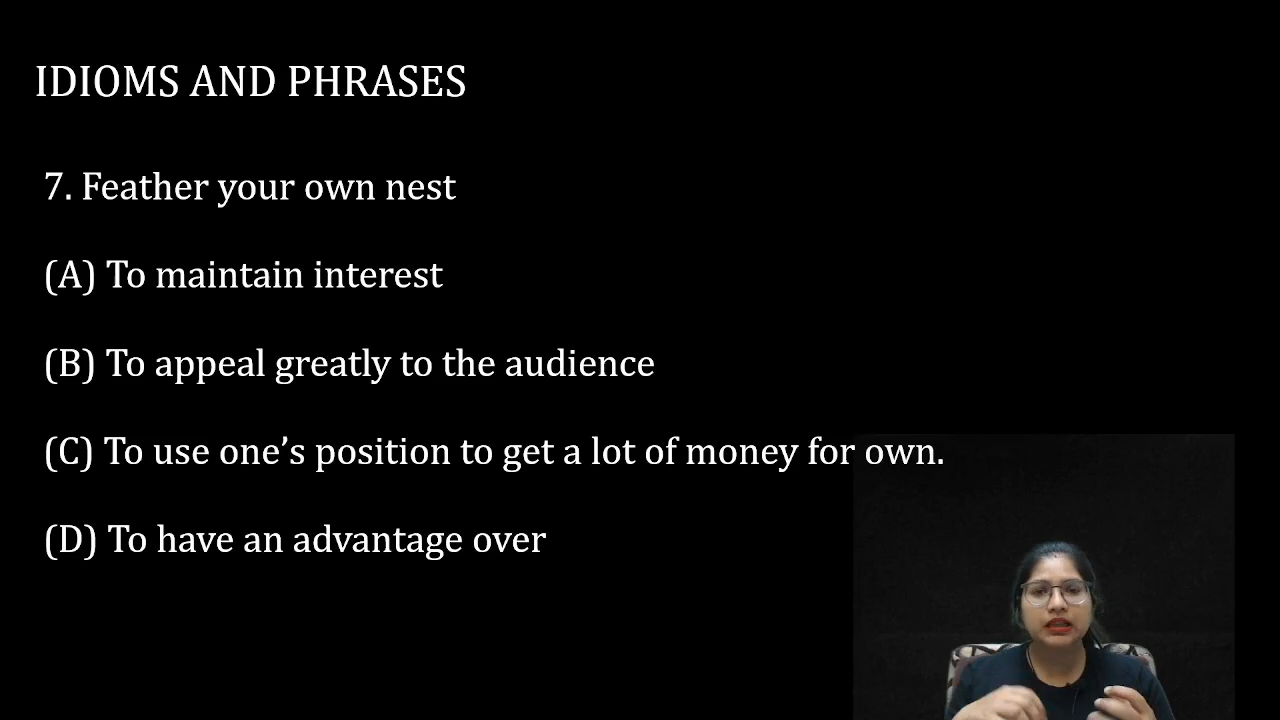 IDIOMS AND PHRASES
7. Feather your own nest
(A) To maintain interest
(B) To appeal greatly to the audience
(C) To use one’s position to get a lot of money for own.
(D) To have an advantage over